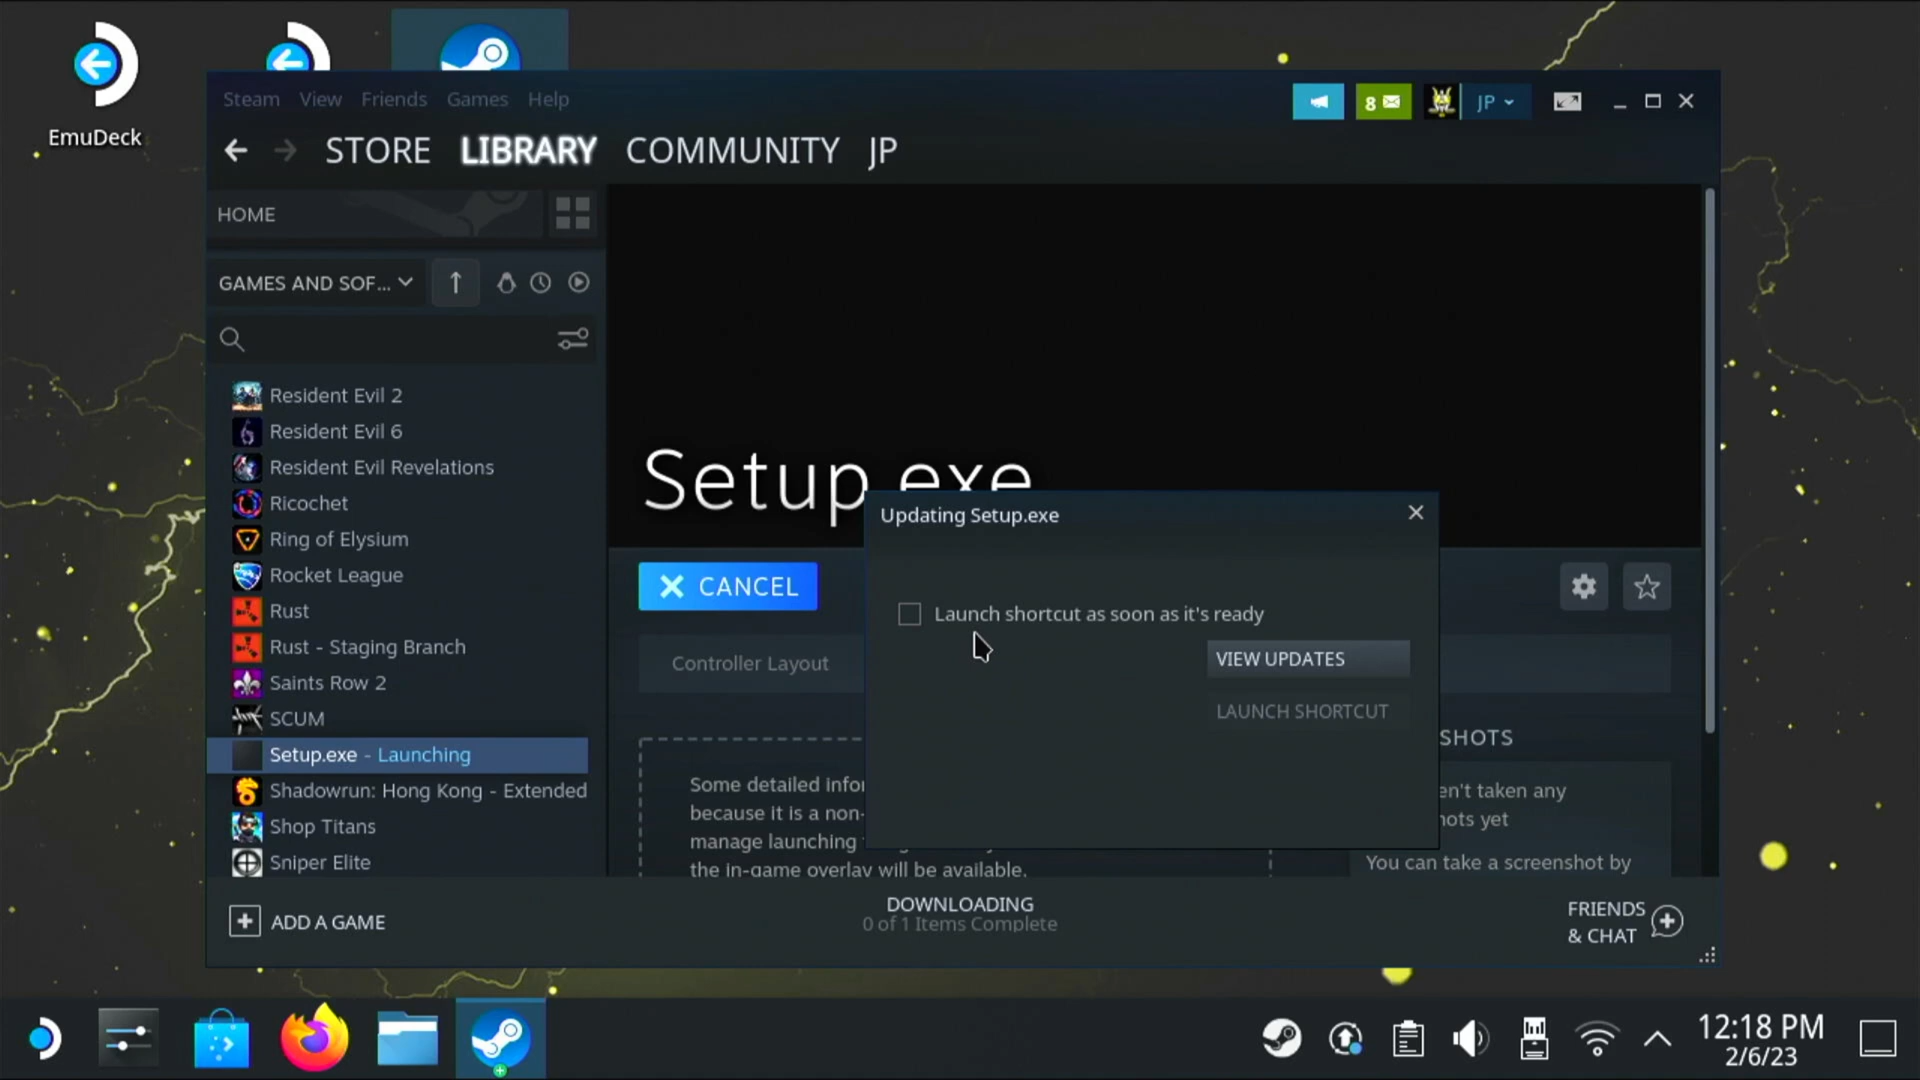 EmuDeck
Steam View Friends Games Help
8
JP
STORE LIBRARY COMMUNITY JP
HOME
GAMES AND SOF...
Resident Evil 2
Resident Evil 6
Resident Evil Revelations
Ricochet
Ring of Elysium
Rocket League
Rust
Rust - Staging Branch
Saints Row 2
SCUM
Setup.exe - Launching
Shadowrun: Hong Kong - Extended
Shop Titans
Sniper Elite
Setup.exe
Updating Setup.exe
CANCEL
Launch shortcut as soon as it's ready
Controller Layout
VIEW UPDATES
LAUNCH SHORTCUT
SHOTS
Some detailed infor
because it is a non-
manage launching
the in-game overlay will be available.
en't taken any
hots yet
You can take a screenshot by
ADD A GAME
DOWNLOADING
0 of 1 Items Complete
FRIENDS
& CHAT
12:18 PM
2/6/23